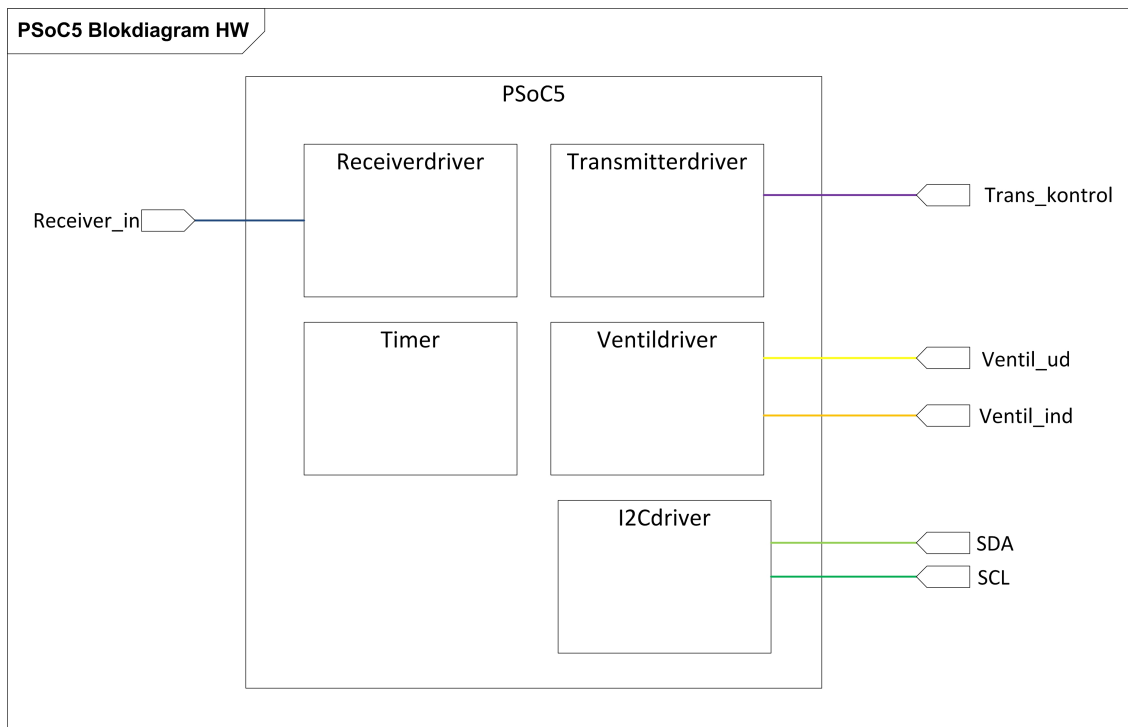 PSoC5 Blokdiagram HW
PSoC5
Receiverdriver
Transmitterdriver
Receiver_in
Trans_kontrol
Timer
Ventildriver
Ventil_ud
Ventil_ind
I2Cdriver
SDA
SCL